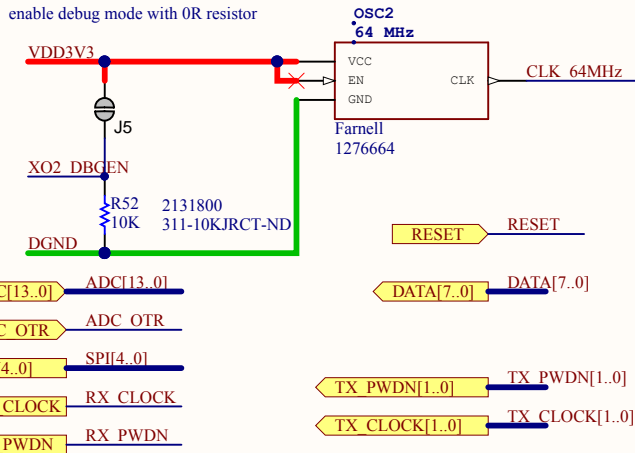 enable debug mode with 0R resistor
OSC2
64 MHz
VDD3V3
VCC
EN
CLK
CLK_64MHz
GND
J5
Farnell
1276664
XO2_DBGEN
R52
2131800
10K
311-10KJRCT-ND
RESET
RESET
DGND
C[13..0]
ADC[13..0]
DATA[7..0]
DATA[7..0]
C_OTR
ADC_OTR
4..0]
SPI[4..0]
TX_PWDN[1..0]
TX_PWDN[1..0]
CLOCK
RX_CLOCK
TX_CLOCK[1..0]
TX_CLOCK[1..0]
PWDN
RX_PWDN